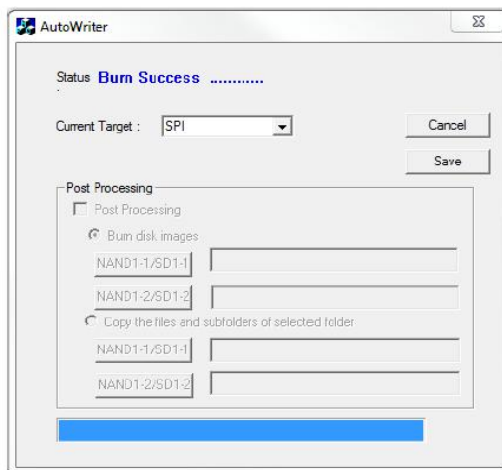 AutoWriter
Status Burn Success ............
Current Target : SPI
Cancel
Save
Post Processing
Post Processing
Burn disk images
NAND1-1/SD1-1
NAND1-2/SD1-2
Copy the files and subfolders of selected folder
NAND1-1/SD1-1
NAND1-2/SD1-2